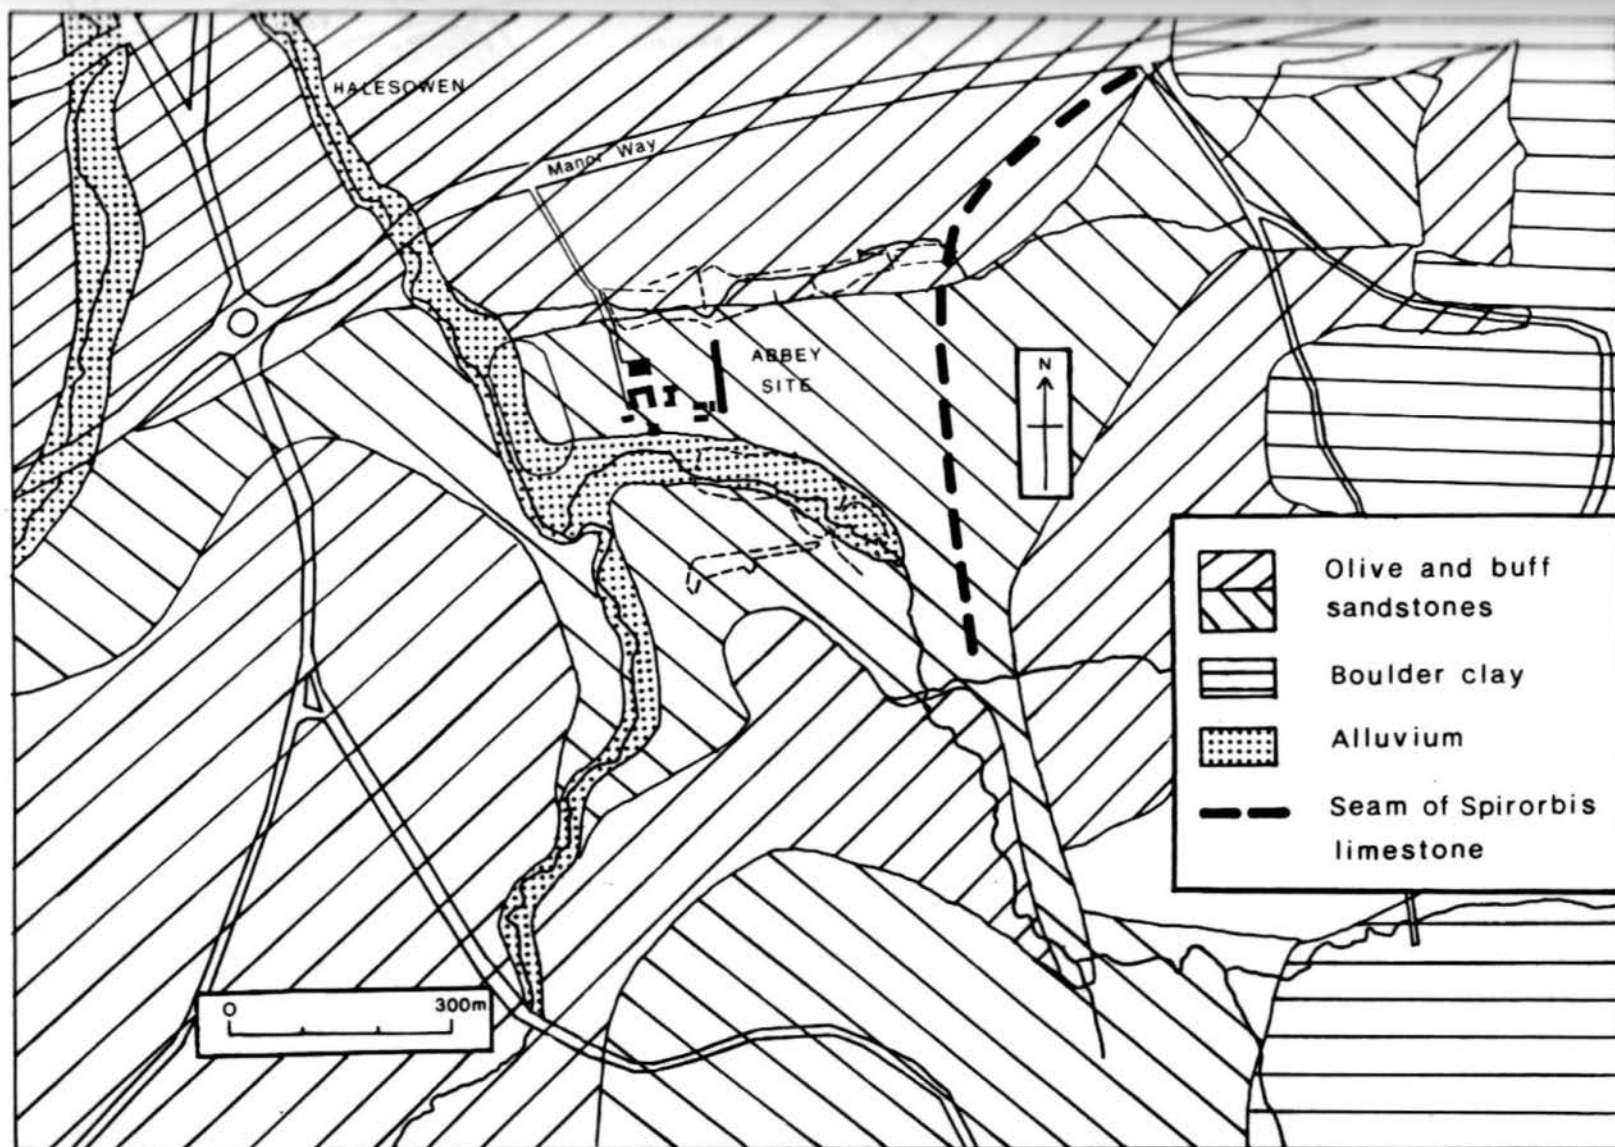 HALESOWEN
Manor Way
ABBEY
SITE
N
Olive and buff
sandstones
Boulder clay
Alluvium
Seam of Spirorbis
limestone
0 300m